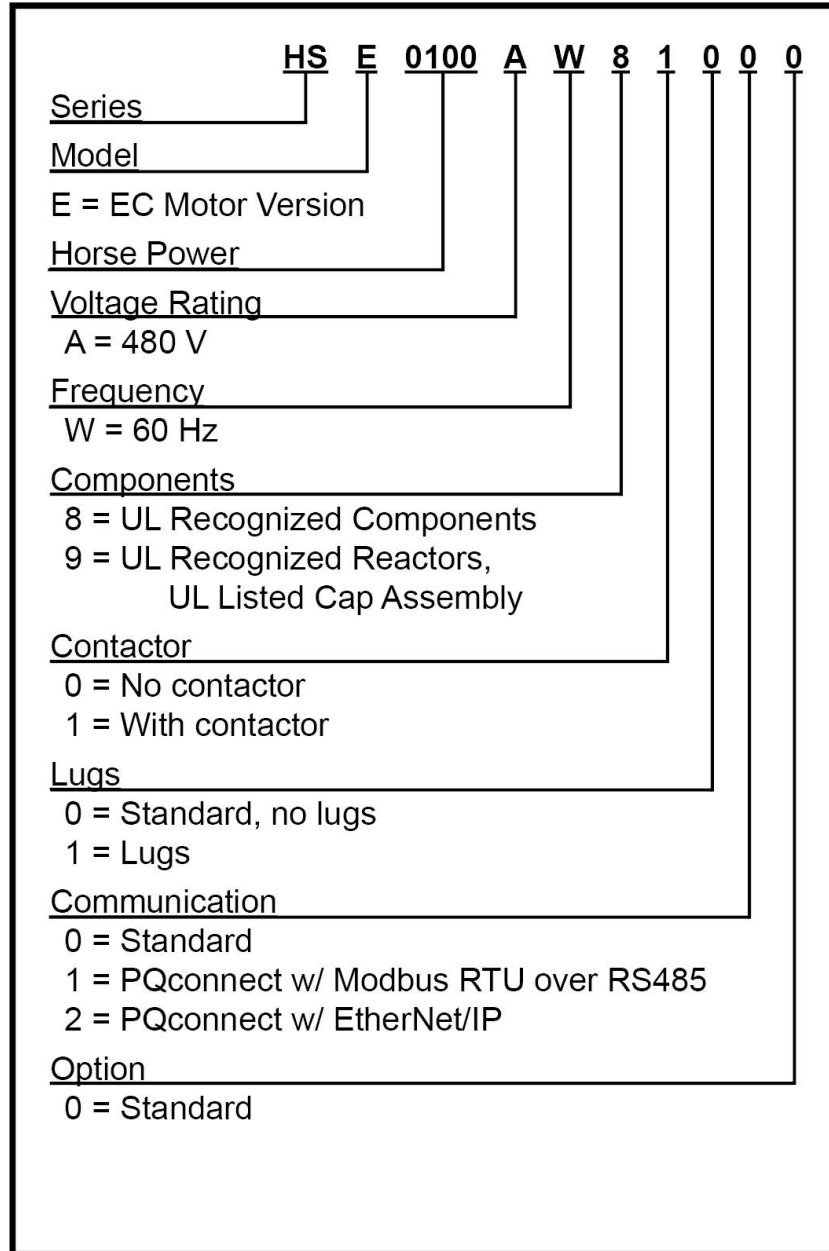 HS E 0100 A W 8 1 0 0 0
Series
Model
E = EC Motor Version
Horse Power
Voltage Rating
A = 480 V
Frequency
W = 60 Hz
Components
8 = UL Recognized Components
9 = UL Recognized Reactors,
UL Listed Cap Assembly
Contactor
0 = No contactor
1 = With contactor
Lugs
0 = Standard, no lugs
1 = Lugs
Communication
0 = Standard
1 = PQconnect w/ Modbus RTU over RS485
2 = PQconnect w/ EtherNet/IP
Option
0 = Standard